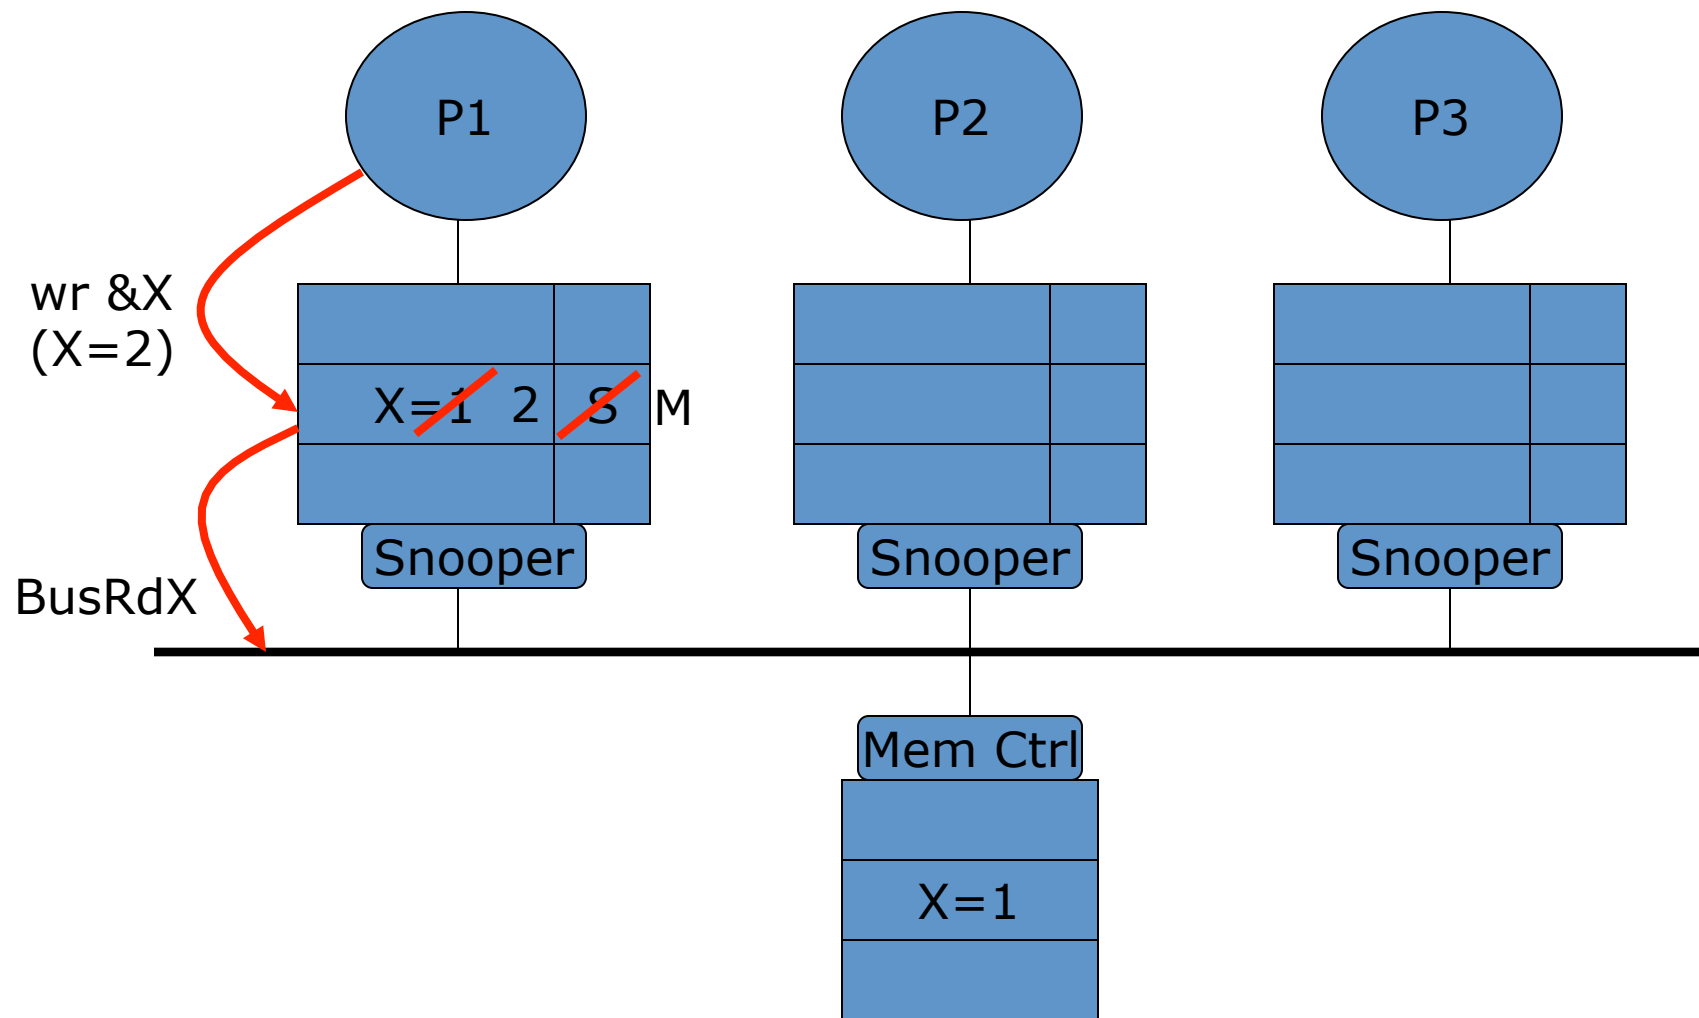 P1
P2
P3
wr &X
(X=2)
X=1 2 S M
Snooper
Snooper
Snooper
BusRdX
Mem Ctrl
X=1